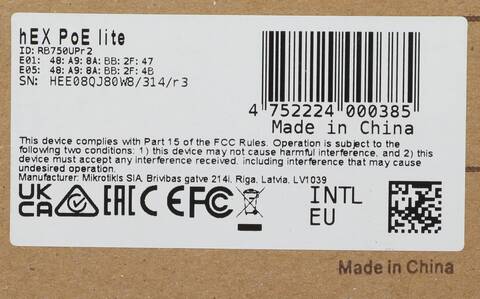 hEX PoE lite
ID: RB750UPr2
E01: 48: A9: 8A: BB: 2F: 47
E05: 48: A9: 8A: BB: 2F: 4B
SN: HEE08QJ80W8/314/r3
4 752224 000385
Made in China
This device complies with Part 15 of the FCC Rules. Operation is subject to the
following two conditions: 1) this device may not cause harmful interference, and 2) this
device must accept any interference received, including interference that may cause
undesired operation.
Manufacturer: Mikrotikls SIA, Brivibas gatve 214i, Riga, Latvia, LV1039
UK CA EAC CE FC INTL
EU
Made in China